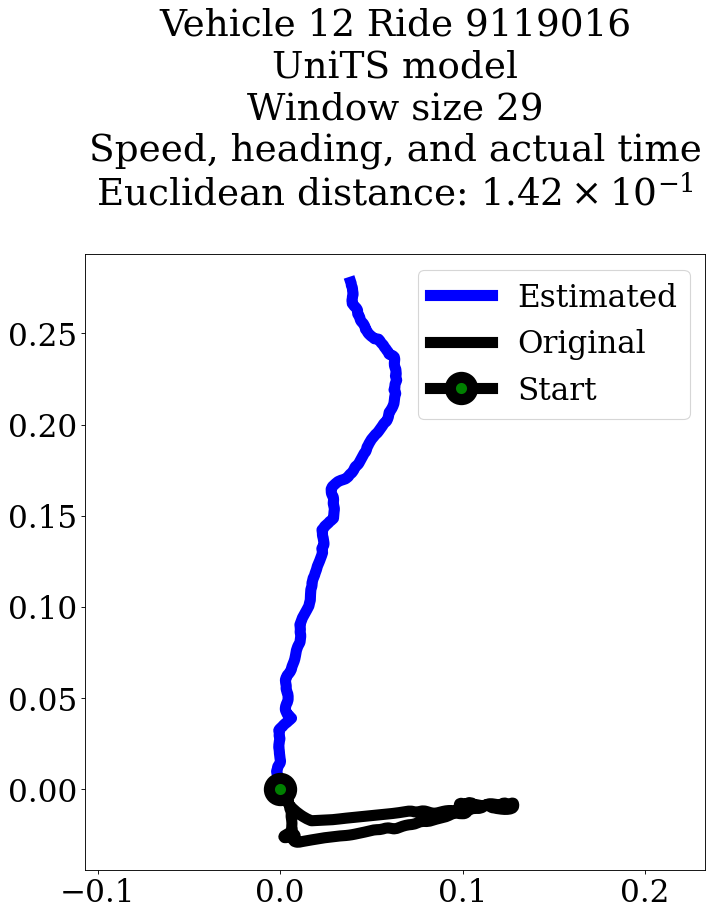 Vehicle 12 Ride 9119016
UniTS model
Window size 29
Speed, heading, and actual time
Euclidean distance: 1.42 × 10⁻¹
Estimated
Original
Start
0.25
0.20
0.15
0.10
0.05
0.00
−0.1 0.0 0.1 0.2